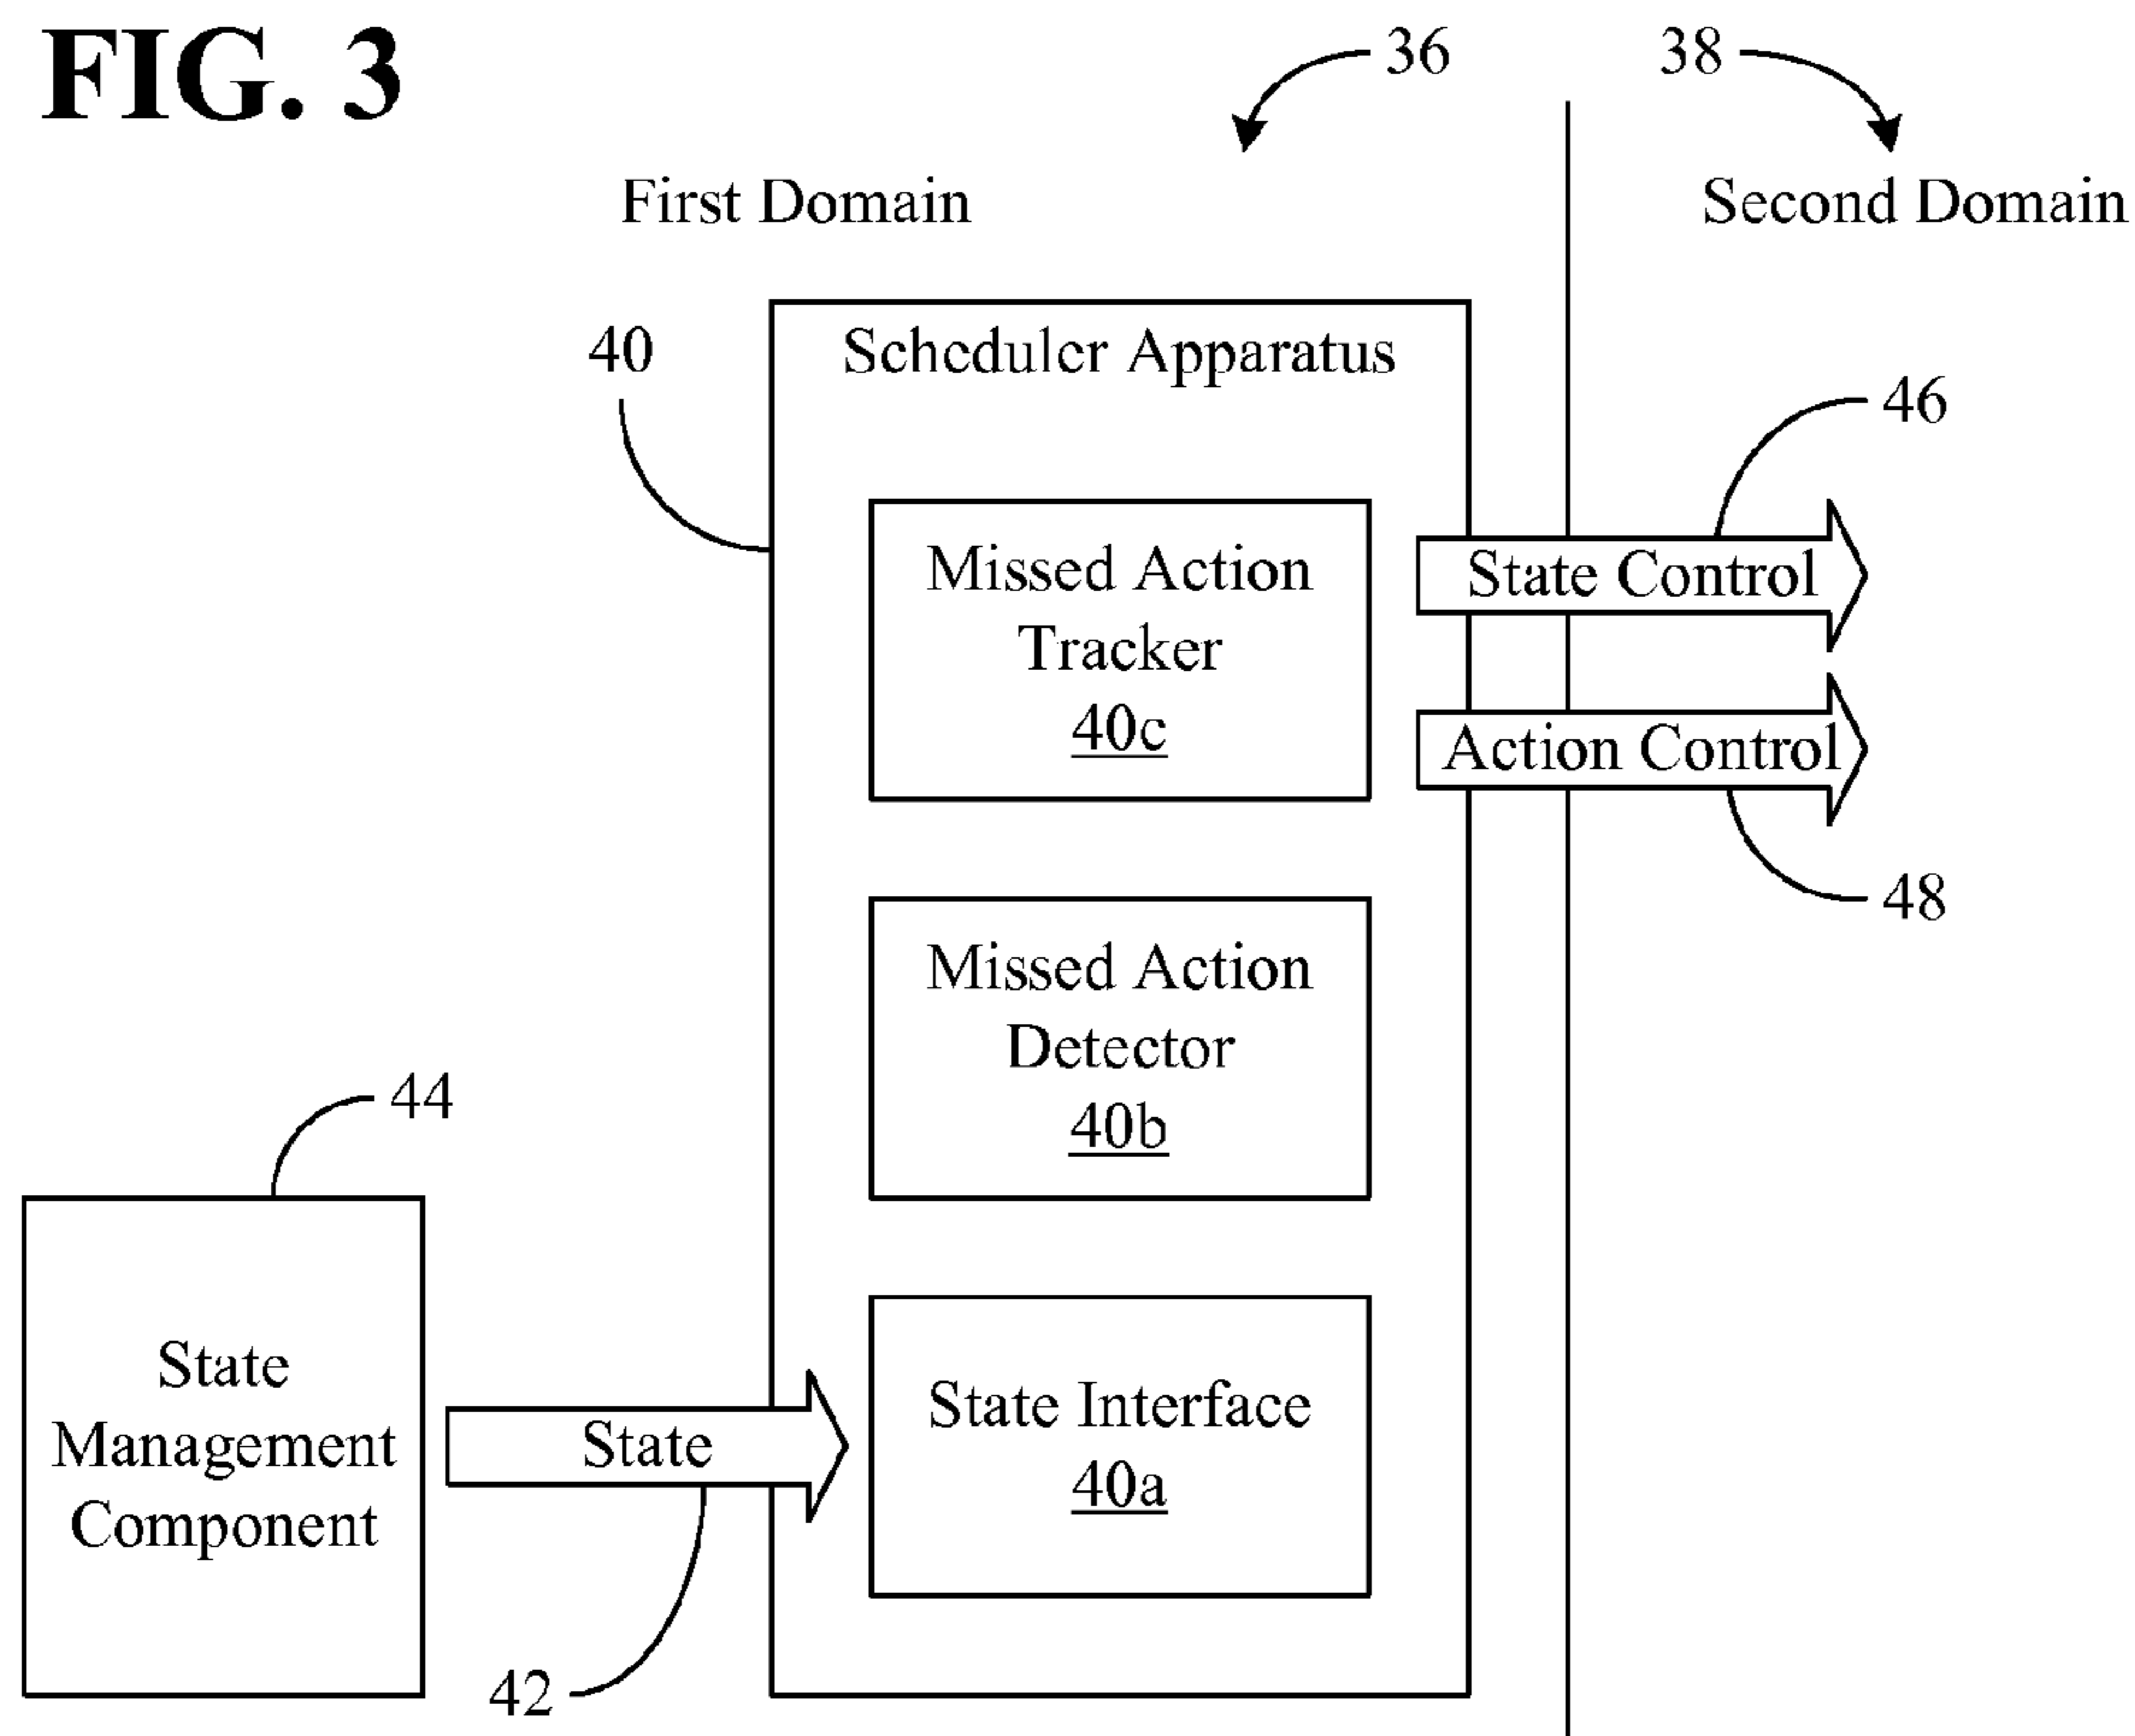 FIG. 3
36
38
First Domain
Second Domain
40
Scheduler Apparatus
46
Missed Action
Tracker
40c
State Control
Action Control
48
Missed Action
Detector
40b
44
State
Management
Component
State
State Interface
40a
42